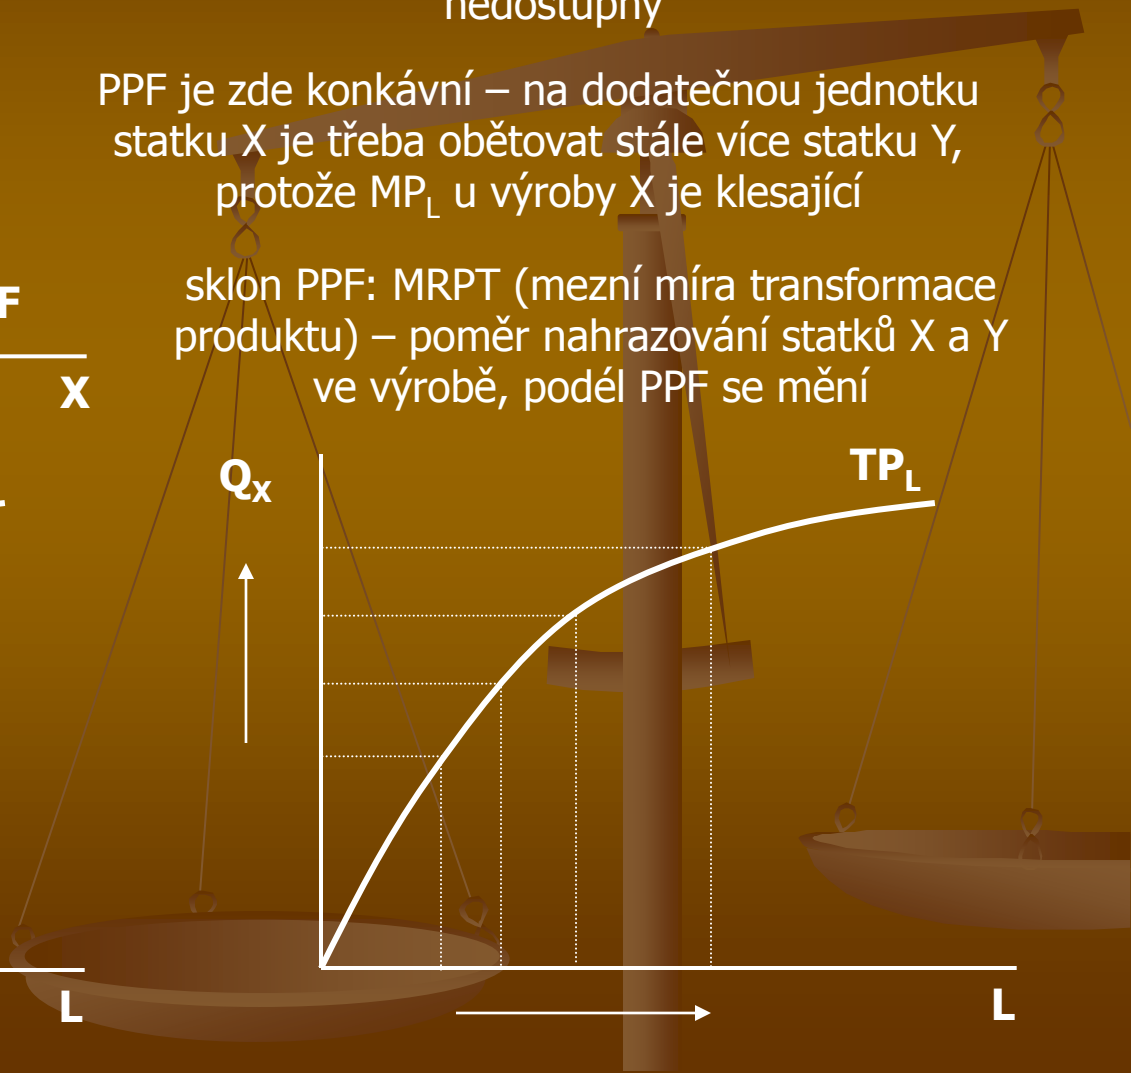 nedostupný
PPF je zde konkávní – na dodatečnou jednotku
statku X je třeba obětovat stále více statku Y,
protože MPL u výroby X je klesající
sklon PPF: MRPT (mezní míra transformace
produktu) – poměr nahrazování statků X a Y
ve výrobě, podél PPF se mění
F
X
QX
TPL
L
L